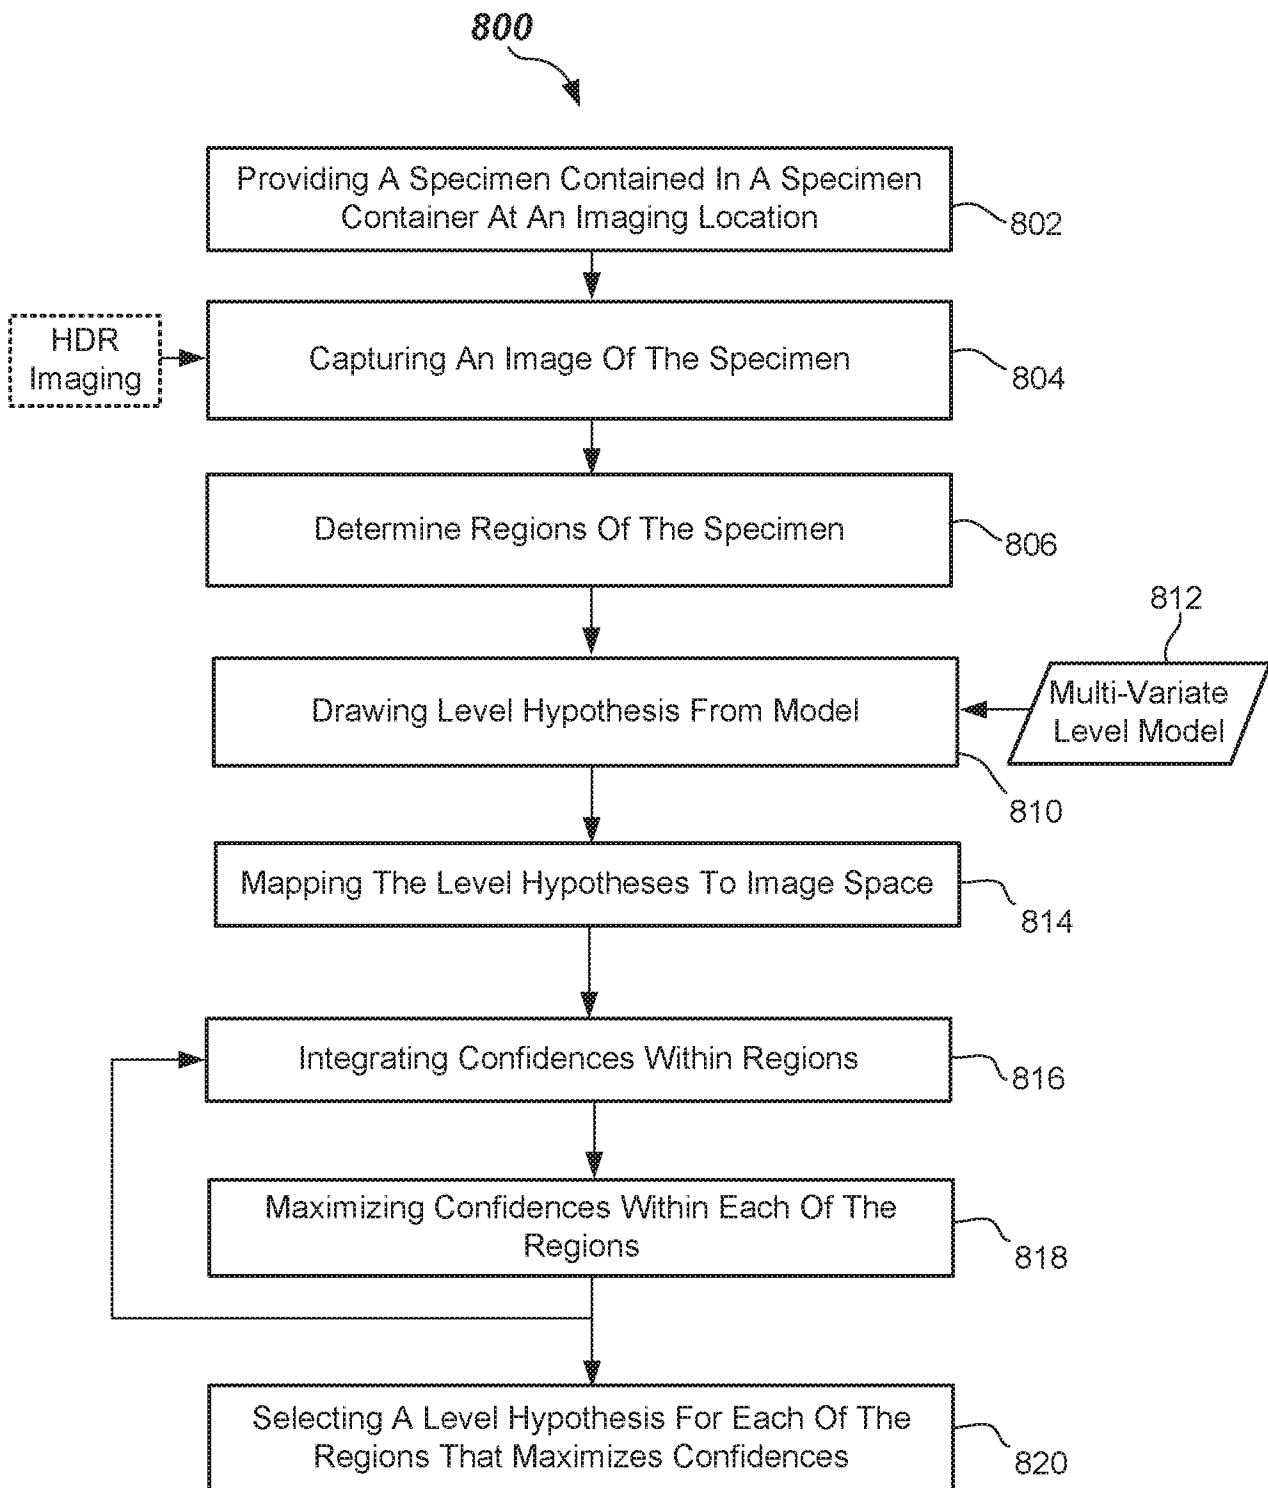 800
Providing A Specimen Contained In A Specimen
Container At An Imaging Location
802
HDR
Imaging
Capturing An Image Of The Specimen
804
Determine Regions Of The Specimen
806
812
Drawing Level Hypothesis From Model
Multi-Variate
Level Model
810
Mapping The Level Hypotheses To Image Space
814
Integrating Confidences Within Regions
816
Maximizing Confidences Within Each Of The
Regions
818
Selecting A Level Hypothesis For Each Of The
Regions That Maximizes Confidences
820